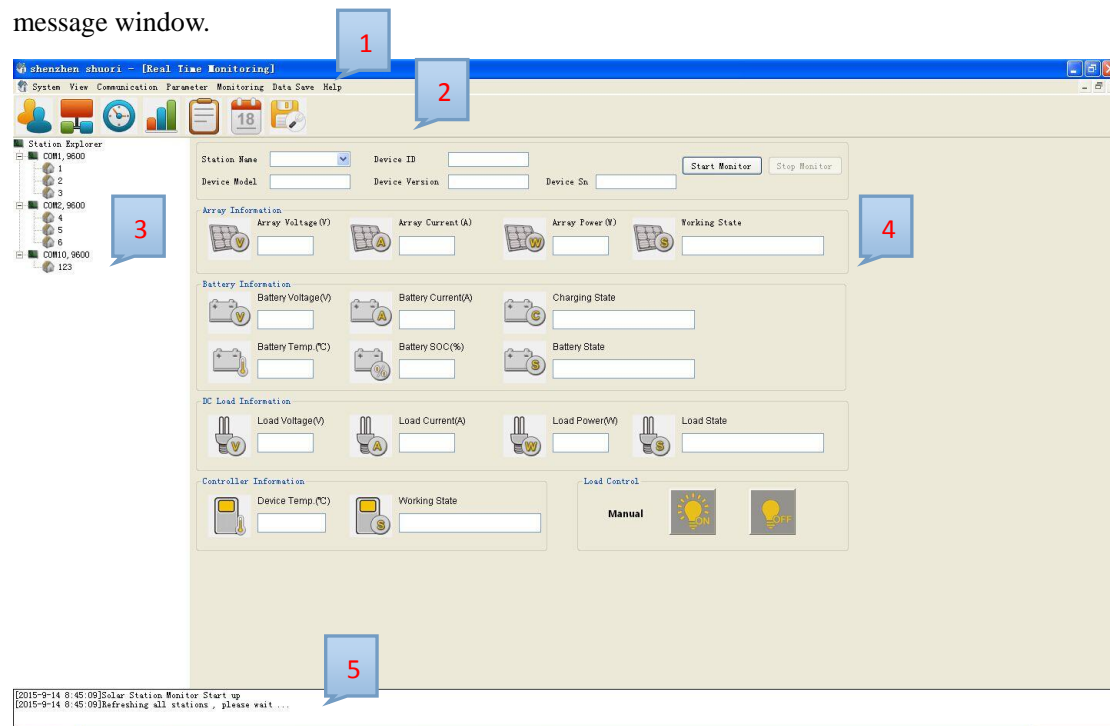 message window.
1
shenzhen shuori - [Real Time Monitoring]
System View Communication Parameter Monitoring Data Save Help
2
18
Station Explorer
COM1,9600
1
2
3
COM2,9600
4
5
6
COM10,9600
123
3
Station Name Device ID Start Monitor Stop Monitor
Device Model Device Version Device Sn
Array Information
Array Voltage(V) Array Current(A) Array Power(W) Working State
V A W S
4
Battery Information
Battery Voltage(V) Battery Current(A) Charging State
V A C
Battery Temp.(℃) Battery SOC(%) Battery State
% S
DC Load Information
Load Voltage(V) Load Current(A) Load Power(W) Load State
V A W S
Controller Information Load Control
Device Temp.(℃) Working State
S
Manual ON OFF
5
[2015-9-14 8:45:09]Solar Station Monitor Start up
[2015-9-14 8:45:09]Refreshing all stations , please wait ...